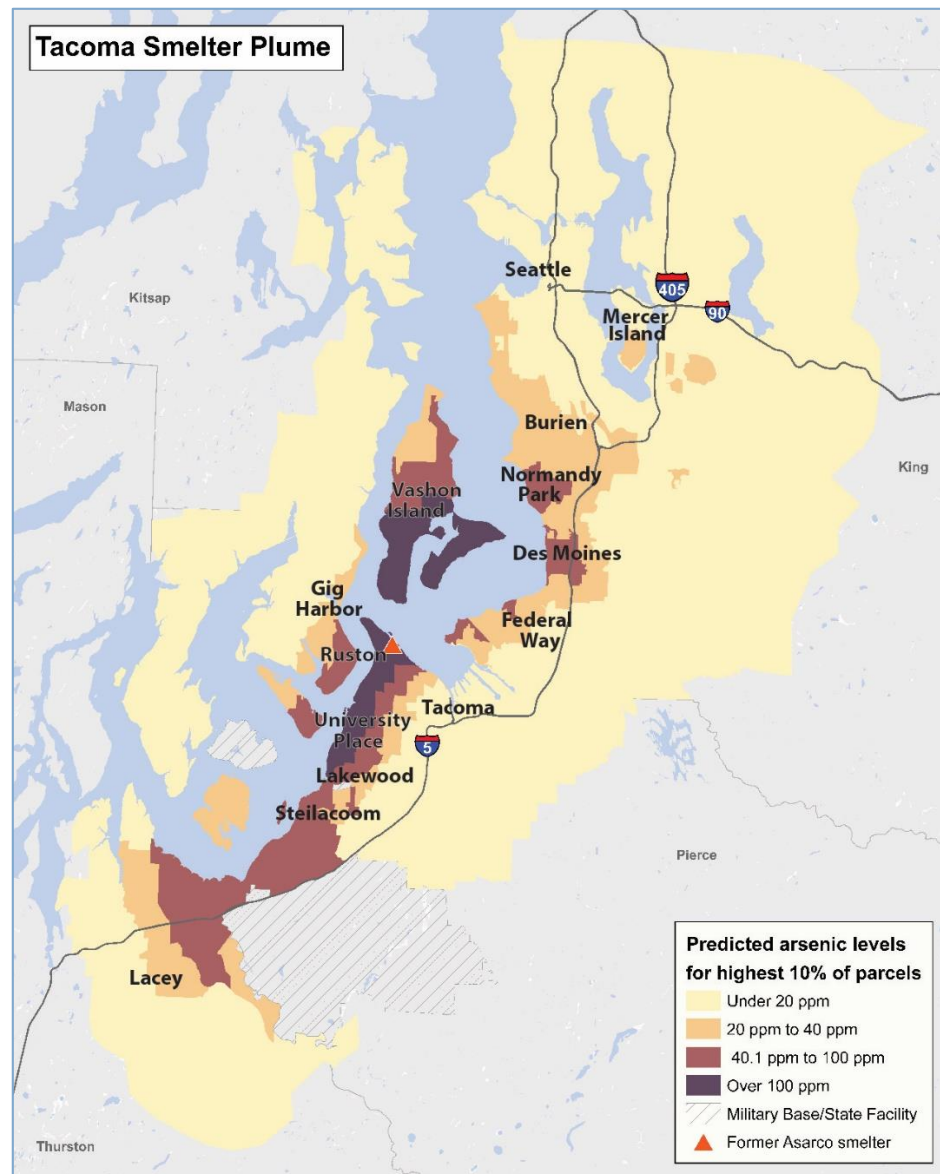 Tacoma Smelter Plume
Seattle
405
90
Kitsap
Mercer
Island
Mason
Burien
King
Normandy
Park
Vashon
Island
Des Moines
Gig
Harbor
Federal
Way
Ruston
Tacoma
University
Place
5
Lakewood
Steilacoom
Pierce
Lacey
Thurston
Predicted arsenic levels
for highest 10% of parcels
Under 20 ppm
20 ppm to 40 ppm
40.1 ppm to 100 ppm
Over 100 ppm
Military Base/State Facility
Former Asarco smelter